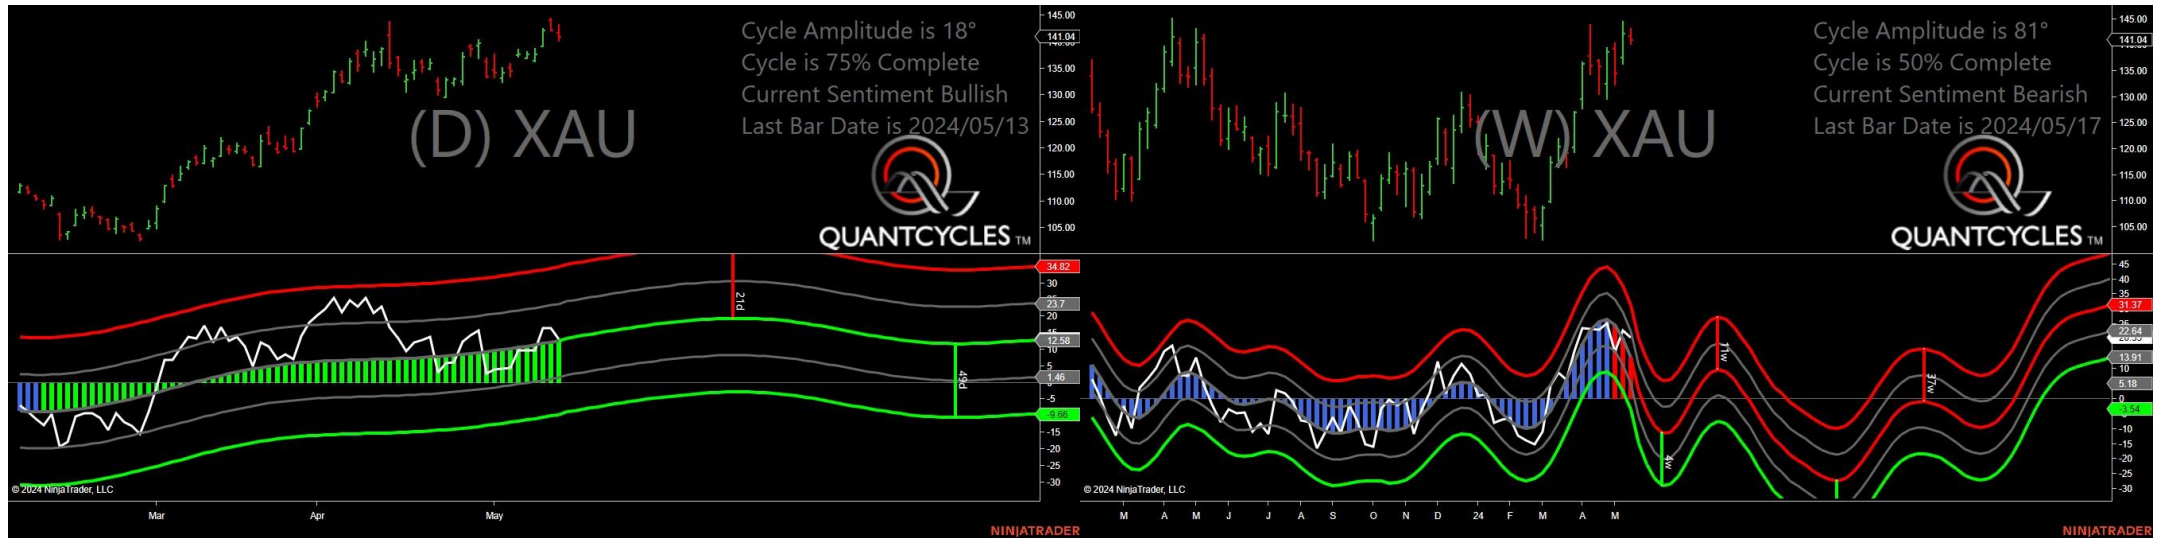 Cycle Amplitude is 18°
Cycle is 75% Complete
Current Sentiment Bullish
Last Bar Date is 2024/05/13
(D) XAU
QUANTCYCLES TM
145.00
141.04
135.00
130.00
125.00
120.00
115.00
110.00
105.00
34.82
30
23.7
20
15
12.58
10
5
1.46
-5
-9.66
-15
-20
-25
-30
21d
49d
© 2024 NinjaTrader, LLC
Mar Apr May
NINJATRADER
Cycle Amplitude is 81°
Cycle is 50% Complete
Current Sentiment Bearish
Last Bar Date is 2024/05/17
(W) XAU
QUANTCYCLES TM
145.00
141.04
135.00
130.00
125.00
120.00
115.00
110.00
105.00
45
40
35
31.37
22.64
13.91
10
5.18
0
-3.54
-10
-15
-20
-25
-30
4w
11w
37w
© 2024 NinjaTrader, LLC
M A M J J A S O N D 24 F M A M
NINJATRADER